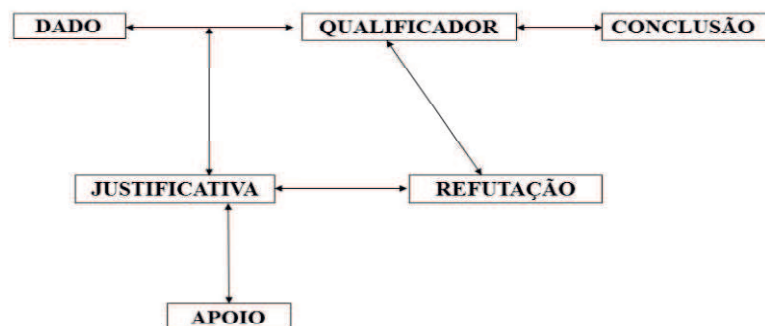 DADO
QUALIFICADOR
CONCLUSÃO
JUSTIFICATIVA
REFUTAÇÃO
APOIO